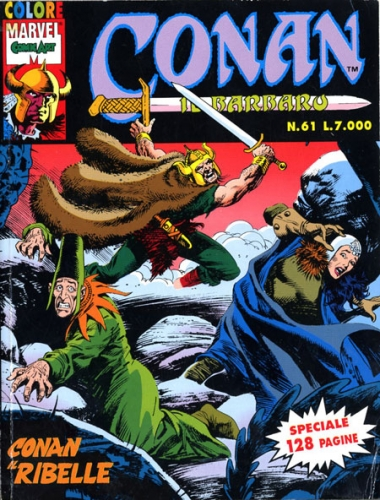 COLORE
MARVEL
COMIC ART
CONAN
TM
IL BARBARO
N.61 L.7.000
SPECIALE
128 PAGINE
CONAN
il RIBELLE